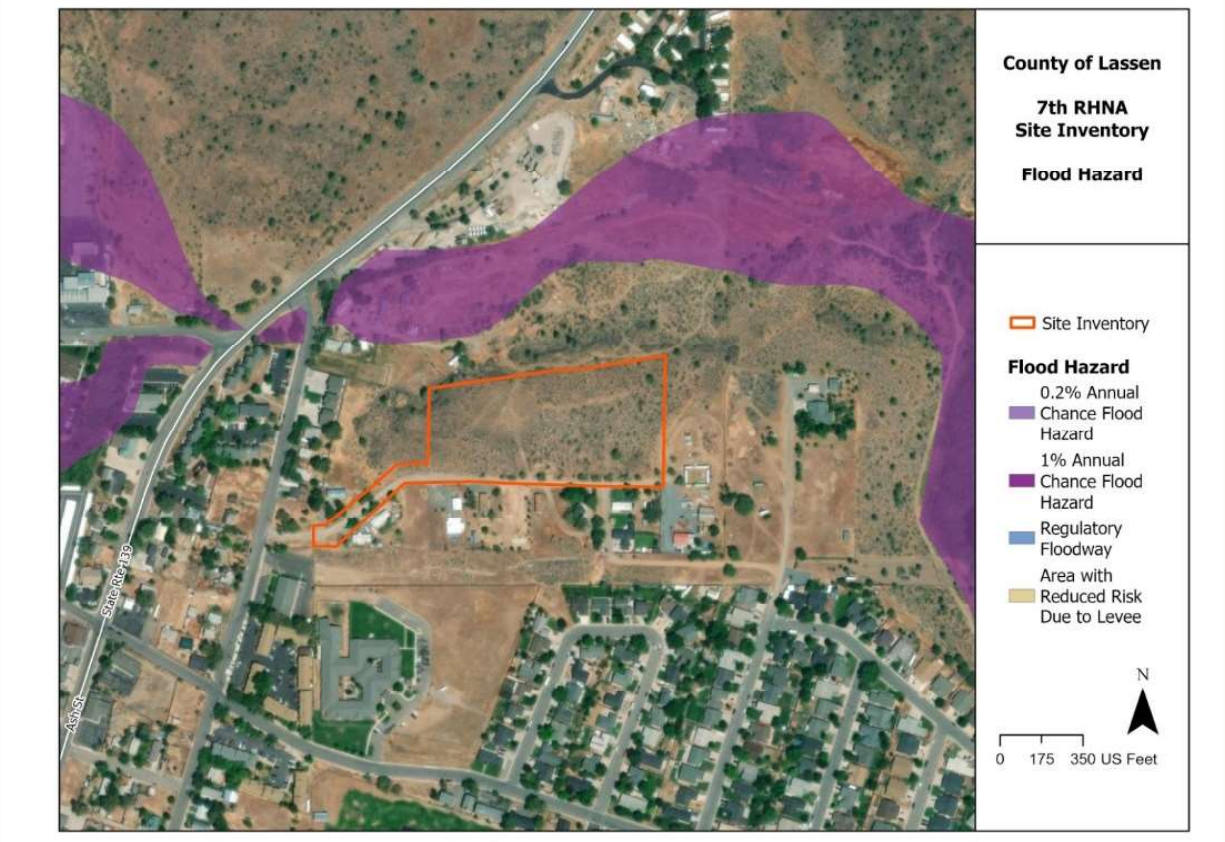 County of Lassen
7th RHNA
Site Inventory
Flood Hazard
Site Inventory
Flood Hazard
0.2% Annual
Chance Flood
Hazard
1% Annual
Chance Flood
Hazard
Regulatory
Floodway
Area with
Reduced Risk
Due to Levee
N
0 175 350 US Feet
State Rte 139
Ash St